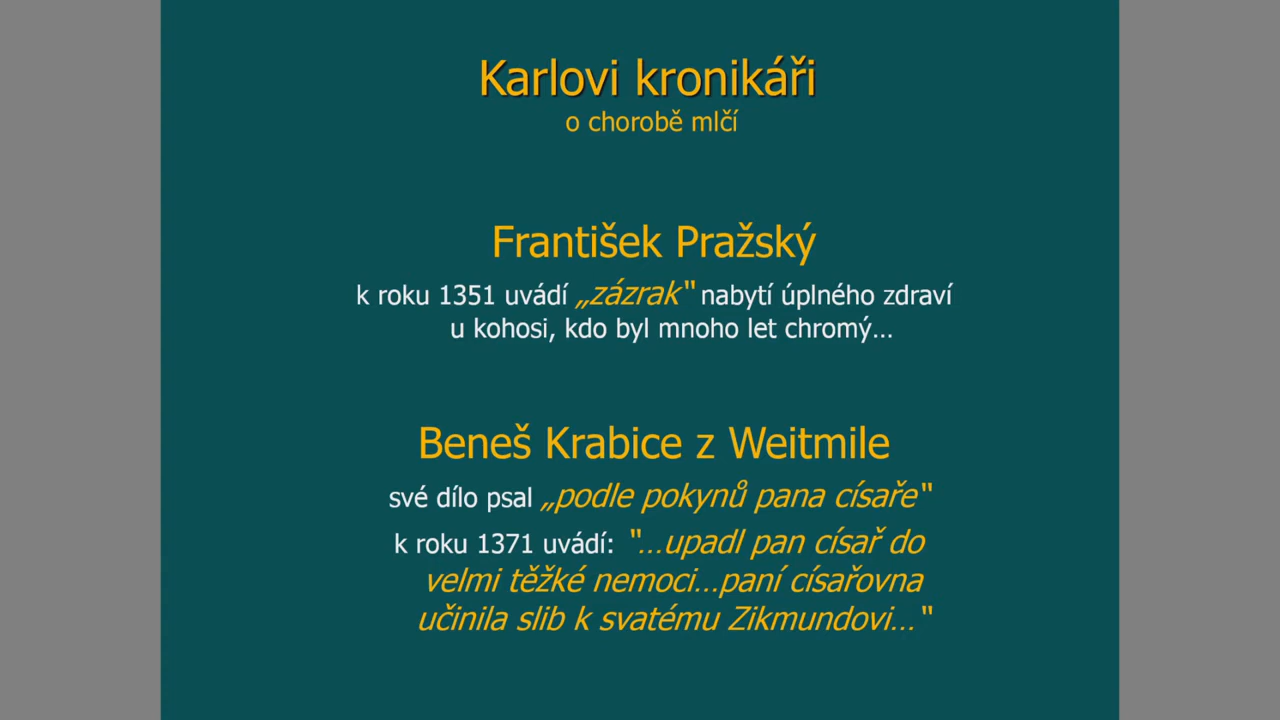 Karlovi kronikáři
o chorobě mlčí
František Pražský
k roku 1351 uvádí „zázrak" nabytí úplného zdraví
u kohosi, kdo byl mnoho let chromý…
Beneš Krabice z Weitmile
své dílo psal „podle pokynů pana císaře"
k roku 1371 uvádí: "…upadl pan císař do
velmi těžké nemoci…paní císařovna
učinila slib k svatému Zikmundovi…"